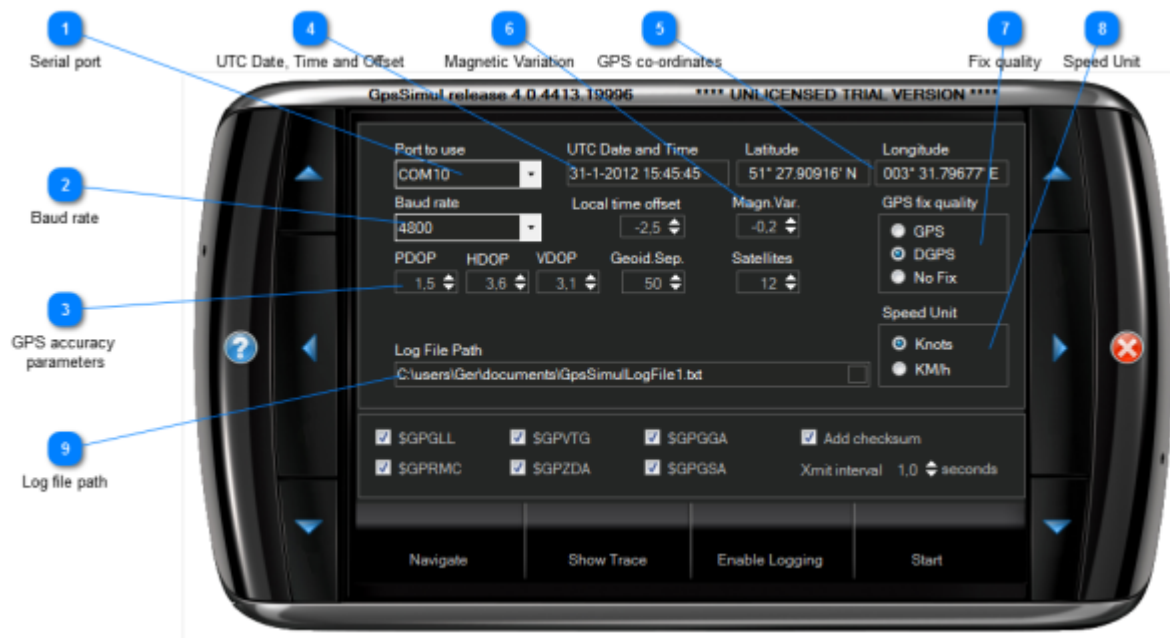 1 4 6 5 7 8
Serial port UTC Date, Time and Offset Magnetic Variation GPS co-ordinates Fix quality Speed Unit
GpsSimul release 4.0.4413.19996 **** UNLICENSED TRIAL VERSION ****
Port to use UTC Date and Time Latitude Longitude
COM10 31-1-2012 15:45:45 51° 27.90916' N 003° 31.79677' E
2
Baud rate
Baud rate Local time offset Magn.Var. GPS fix quality
4800 -2,5 -0,2 GPS
DGPS
No Fix
PDOP HDOP VDOP Geoid.Sep. Satellites
1,5 3,6 3,1 50 12
3
GPS accuracy
parameters
Speed Unit
Knots
KM/h
?
Log File Path
C:\users\Ger\documents\GpsSimulLogFile1.txt
9
Log file path
$GPGLL $GPVTG $GPGGA Add checksum
$GPRMC $GPZDA $GPGSA Xmit interval 1,0 seconds
Navigate Show Trace Enable Logging Start